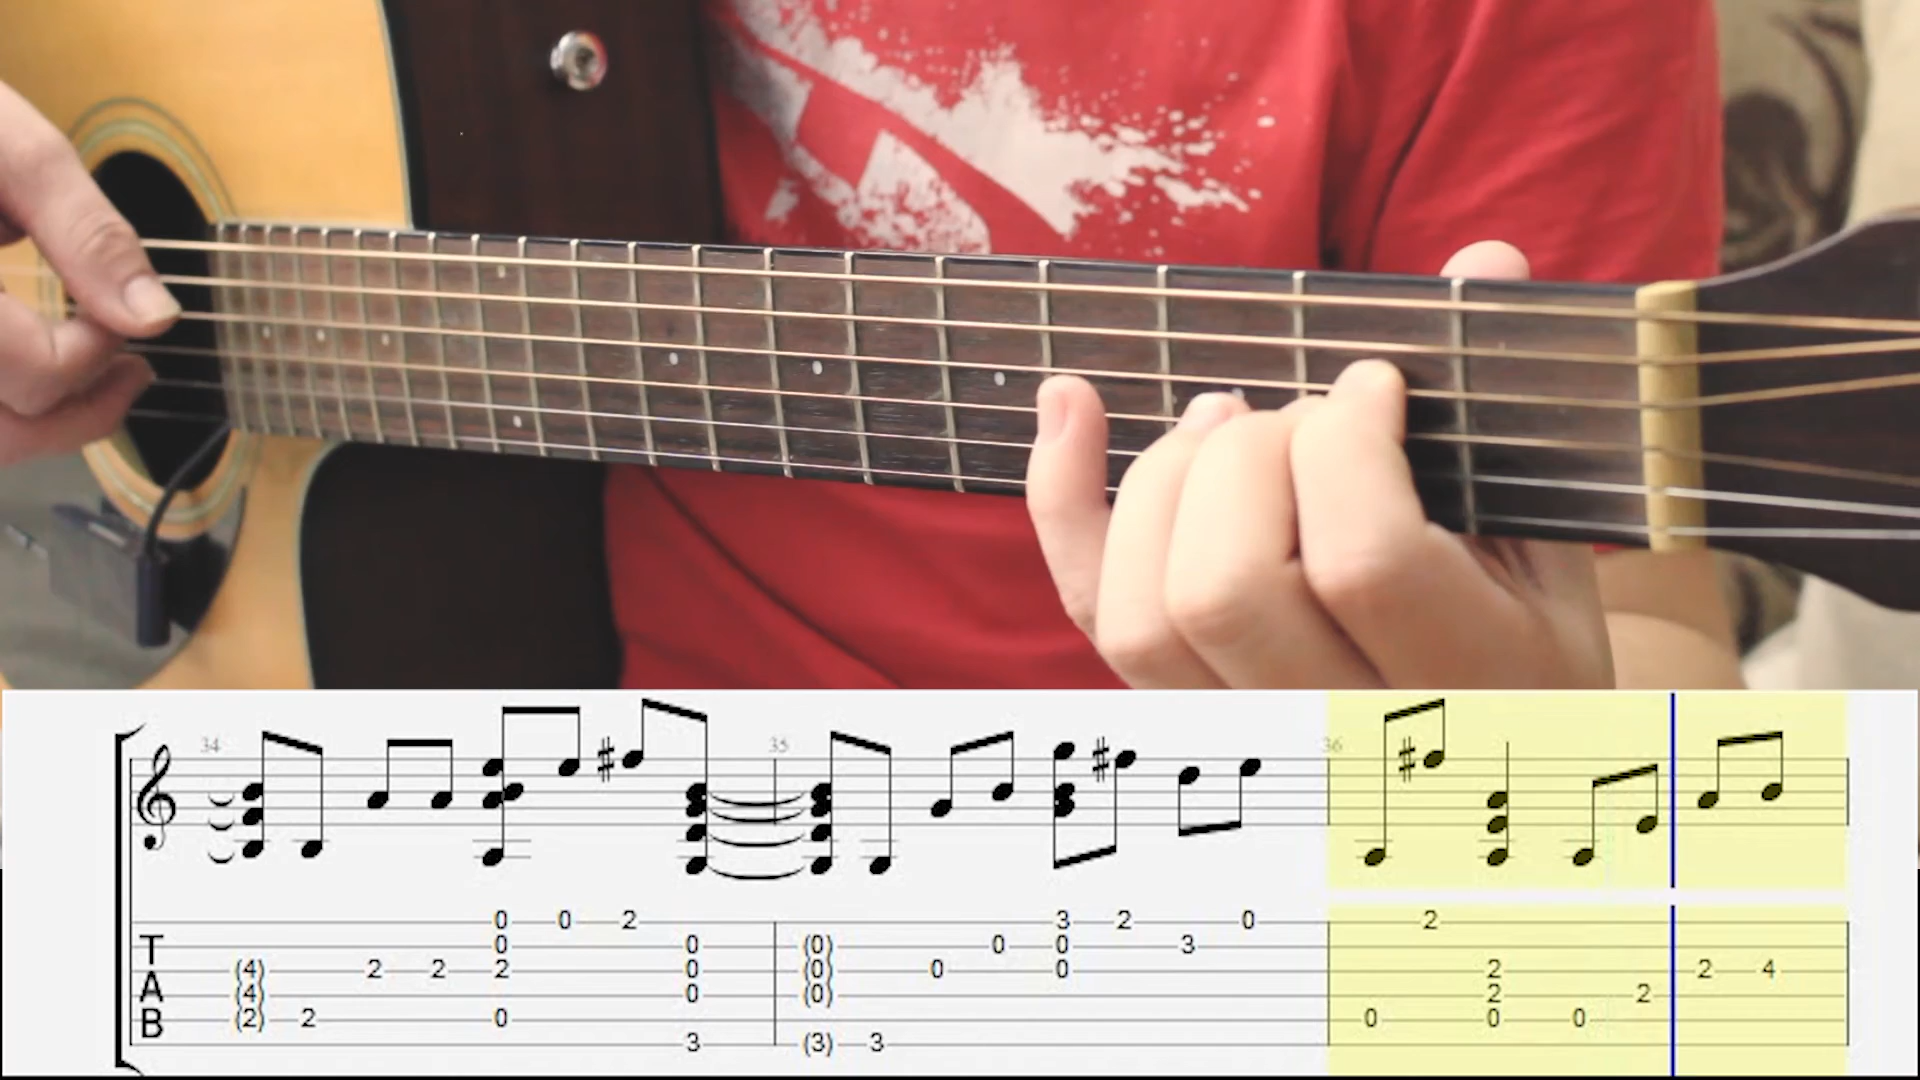 34 35 36
0 0 2 3 2 0 2
T 0 0 (0) 0 0 3
(4) 2 2 2 0 (0) 0 0 2 2 4
A (4) 0 (0) 2 2
B (2) 2 0 0 0 0
3 (3) 3